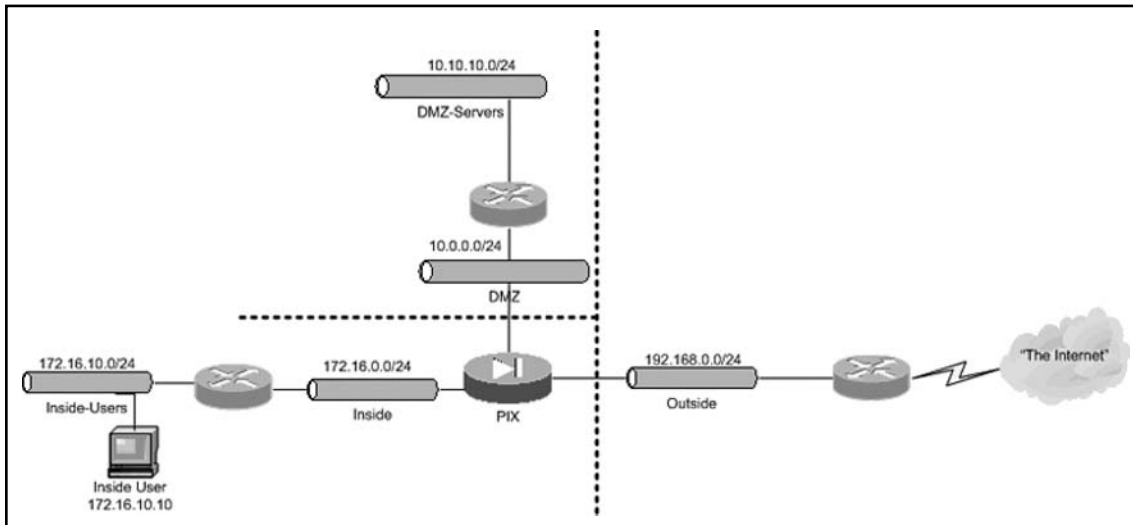 10.10.10.0/24
DMZ-Servers
10.0.0.0/24
DMZ
172.16.10.0/24
Inside-Users
Inside User
172.16.10.10
172.16.0.0/24
Inside
PIX
192.168.0.0/24
Outside
"The Internet"